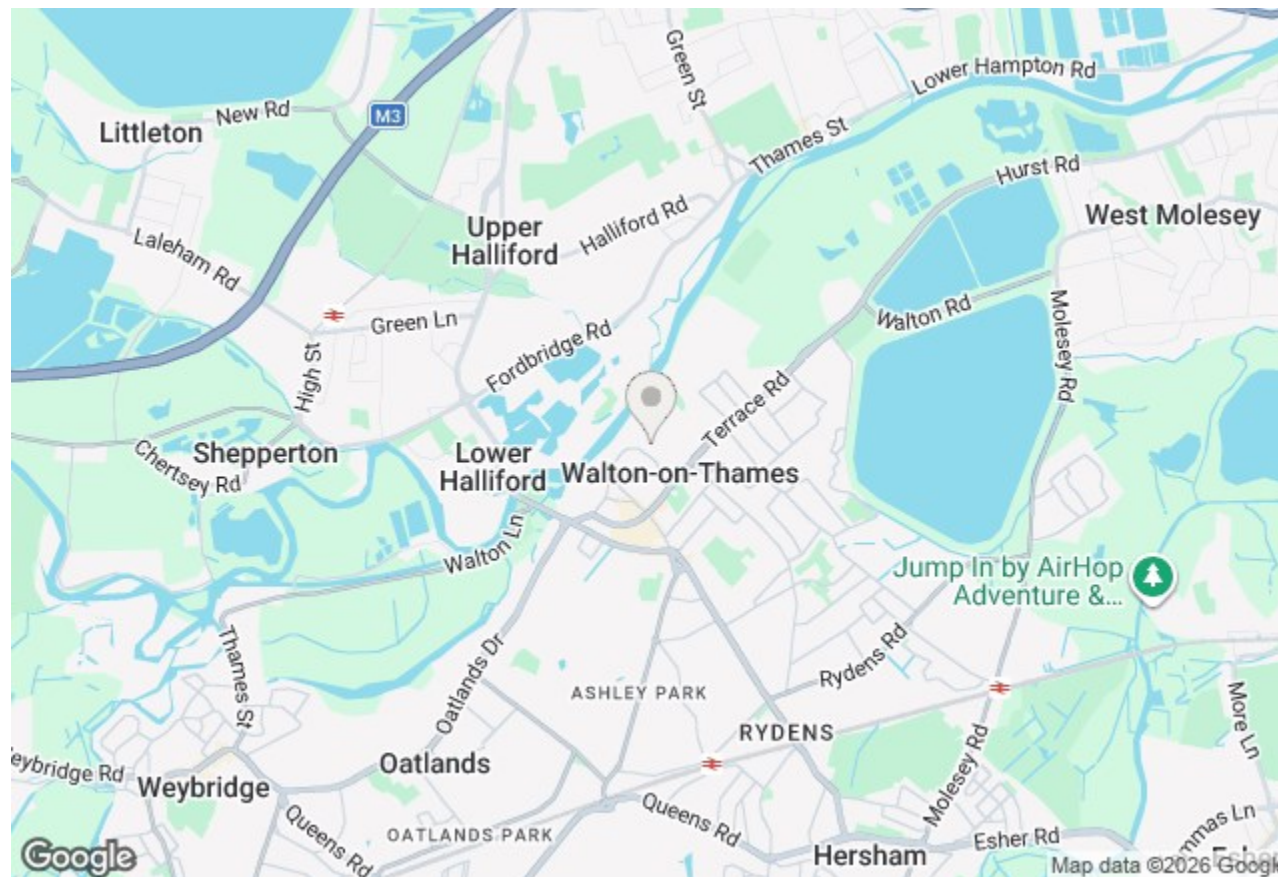 Green St
Lower Hampton Rd
New Rd
M3
Littleton
Thames St
Hurst Rd
Upper
Halliford
Halliford Rd
West Molesey
Laleham Rd
Green Ln
Walton Rd
Molesey Rd
Fordbridge Rd
High St
Terrace Rd
Shepperton
Chertsey Rd
Lower
Halliford
Walton-on-Thames
Walton Ln
Jump In by AirHop
Adventure &...
Thames St
Oatlands Dr
Rydens Rd
ASHLEY PARK
More Ln
RYDENS
Oatlands
eybridge Rd
Weybridge
Molesey Rd
Queens Rd
Queens Rd
OATLANDS PARK
Esher Rd
mmas Ln
Hersham
Google
Map data ©2026 Google